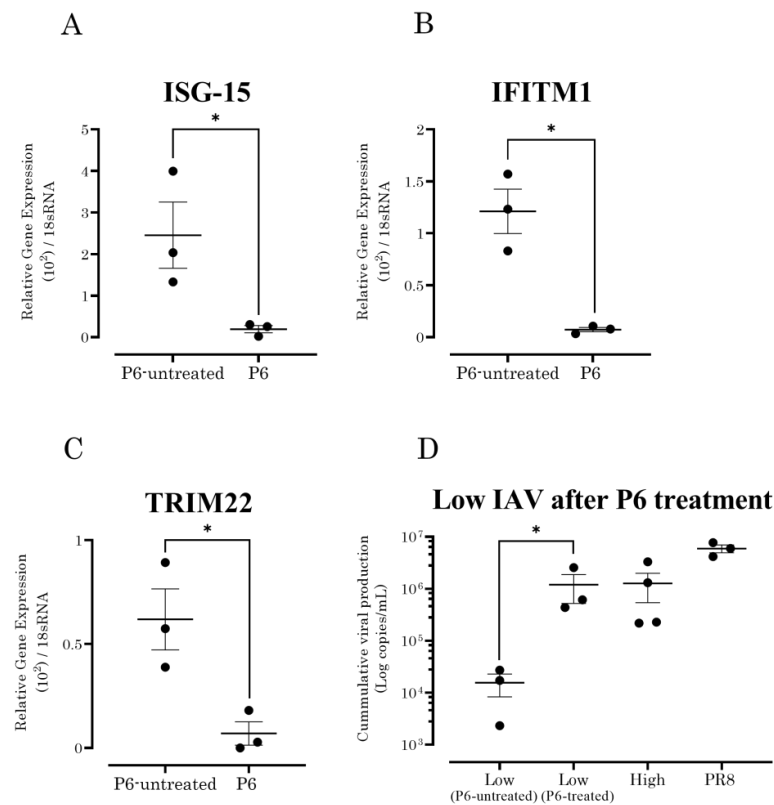 A
ISG-15
*
5
4
3
2
1
0
Relative Gene Expression
(10²) / 18sRNA
P6-untreated P6
B
IFITM1
*
2
1.5
1
0.5
0
Relative Gene Expression
(10²) / 18sRNA
P6-untreated P6
C
TRIM22
*
1
0.5
0
Relative Gene Expression
(10²) / 18sRNA
P6-untreated P6
D
Low IAV after P6 treatment
*
10⁷
10⁶
10⁵
10⁴
10³
Cummulative viral production
(Log copies/mL)
Low Low High PR8
(P6-untreated) (P6-treated)